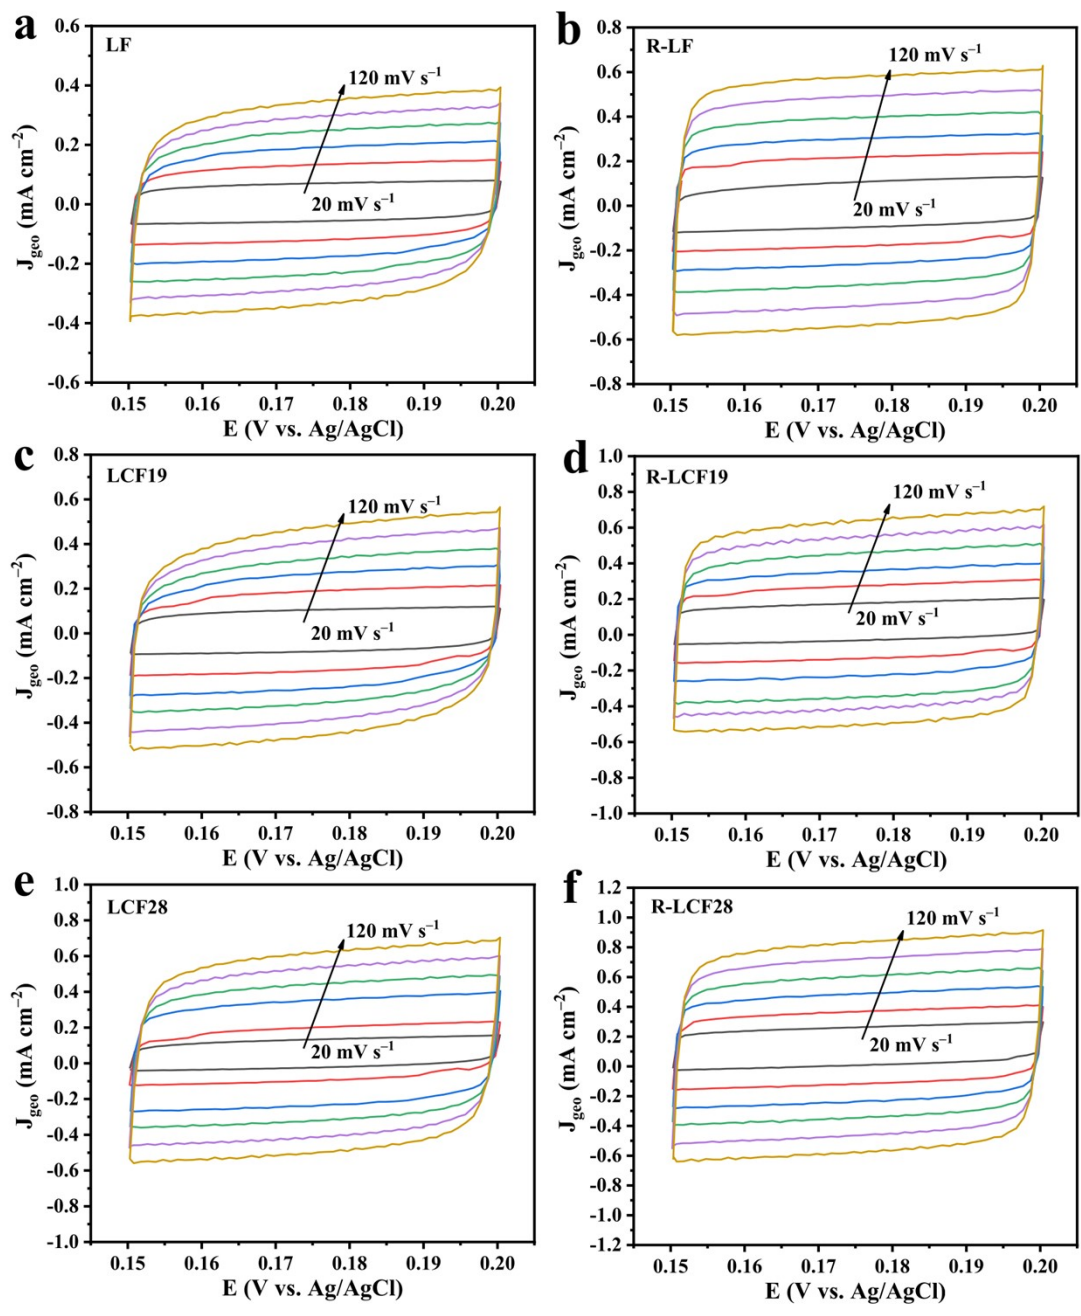 a
LF
120 mV s⁻¹
20 mV s⁻¹
0.6
0.4
0.2
0.0
-0.2
-0.4
-0.6
J_geo (mA cm⁻²)
0.15 0.16 0.17 0.18 0.19 0.20
E (V vs. Ag/AgCl)
b
R-LF
120 mV s⁻¹
20 mV s⁻¹
0.8
0.6
0.4
0.2
0.0
-0.2
-0.4
-0.6
-0.8
J_geo (mA cm⁻²)
0.15 0.16 0.17 0.18 0.19 0.20
E (V vs. Ag/AgCl)
c
LCF19
120 mV s⁻¹
20 mV s⁻¹
0.8
0.6
0.4
0.2
0.0
-0.2
-0.4
-0.6
-0.8
J_geo (mA cm⁻²)
0.15 0.16 0.17 0.18 0.19 0.20
E (V vs. Ag/AgCl)
d
R-LCF19
120 mV s⁻¹
20 mV s⁻¹
1.0
0.8
0.6
0.4
0.2
0.0
-0.2
-0.4
-0.6
-0.8
-1.0
J_geo (mA cm⁻²)
0.15 0.16 0.17 0.18 0.19 0.20
E (V vs. Ag/AgCl)
e
LCF28
120 mV s⁻¹
20 mV s⁻¹
1.0
0.8
0.6
0.4
0.2
0.0
-0.2
-0.4
-0.6
-0.8
-1.0
J_geo (mA cm⁻²)
0.15 0.16 0.17 0.18 0.19 0.20
E (V vs. Ag/AgCl)
f
R-LCF28
120 mV s⁻¹
20 mV s⁻¹
1.2
1.0
0.8
0.6
0.4
0.2
0.0
-0.2
-0.4
-0.6
-0.8
-1.0
-1.2
J_geo (mA cm⁻²)
0.15 0.16 0.17 0.18 0.19 0.20
E (V vs. Ag/AgCl)